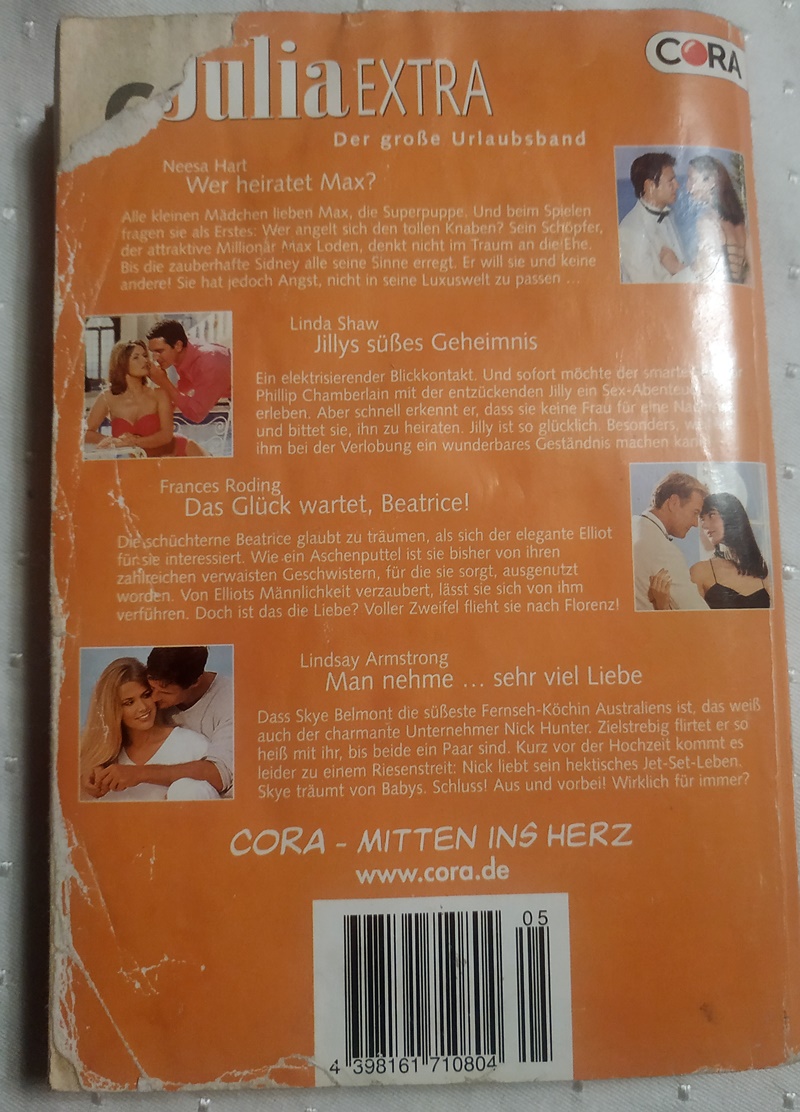 Julia EXTRA
CORA
Der große Urlaubsband
Neesa Hart
Wer heiratet Max?
Alle kleinen Mädchen lieben Max, die Superpuppe. Und beim Spielen
fragen sie als Erstes: Wer angelt sich den tollen Knaben? Sein Schöpfer,
der attraktive Millionär Max Loden, denkt nicht im Traum an die Ehe.
Bis die zauberhafte Sidney alle seine Sinne erregt. Er will sie und keine
andere! Sie hat jedoch Angst, nicht in seine Luxuswelt zu passen ...
Linda Shaw
Jillys süßes Geheimnis
Ein elektrisierender Blickkontakt. Und sofort möchte der smarte
Phillip Chamberlain mit der entzückenden Jilly ein
erleben. Aber schnell erkennt er, dass sie keine Frau für eine
und bittet sie, ihn zu heiraten. Jilly ist so glücklich. Besonders,
ihm bei der Verlobung ein wunderbares Geständnis machen
Frances Roding
Das Glück wartet, Beatrice!
Die schüchterne Beatrice glaubt zu träumen, als sich der elegante Elliot
für sie interessiert. Wie ein Aschenputtel ist sie bisher von ihren
zahlreichen verwaisten Geschwistern, für die sie sorgt, ausgenutzt
worden. Von Elliots Männlichkeit verzaubert, lässt sie sich von ihm
verführen. Doch ist das die Liebe? Voller Zweifel flieht sie nach Florenz!
Lindsay Armstrong
Man nehme ... sehr viel Liebe
Dass Skye Belmont die süßeste Fernseh-Köchin Australiens ist, das weiß
auch der charmante Unternehmer Nick Hunter. Zielstrebig flirtet er so
heiß mit ihr, bis beide ein Paar sind. Kurz vor der Hochzeit kommt es
leider zu einem Riesenstreit: Nick liebt sein hektisches Jet-Set-Leben.
Skye träumt von Babys. Schluss! Aus und vorbei! Wirklich für immer?
CORA - MITTEN INS HERZ
www.cora.de
05
4 398161 710804